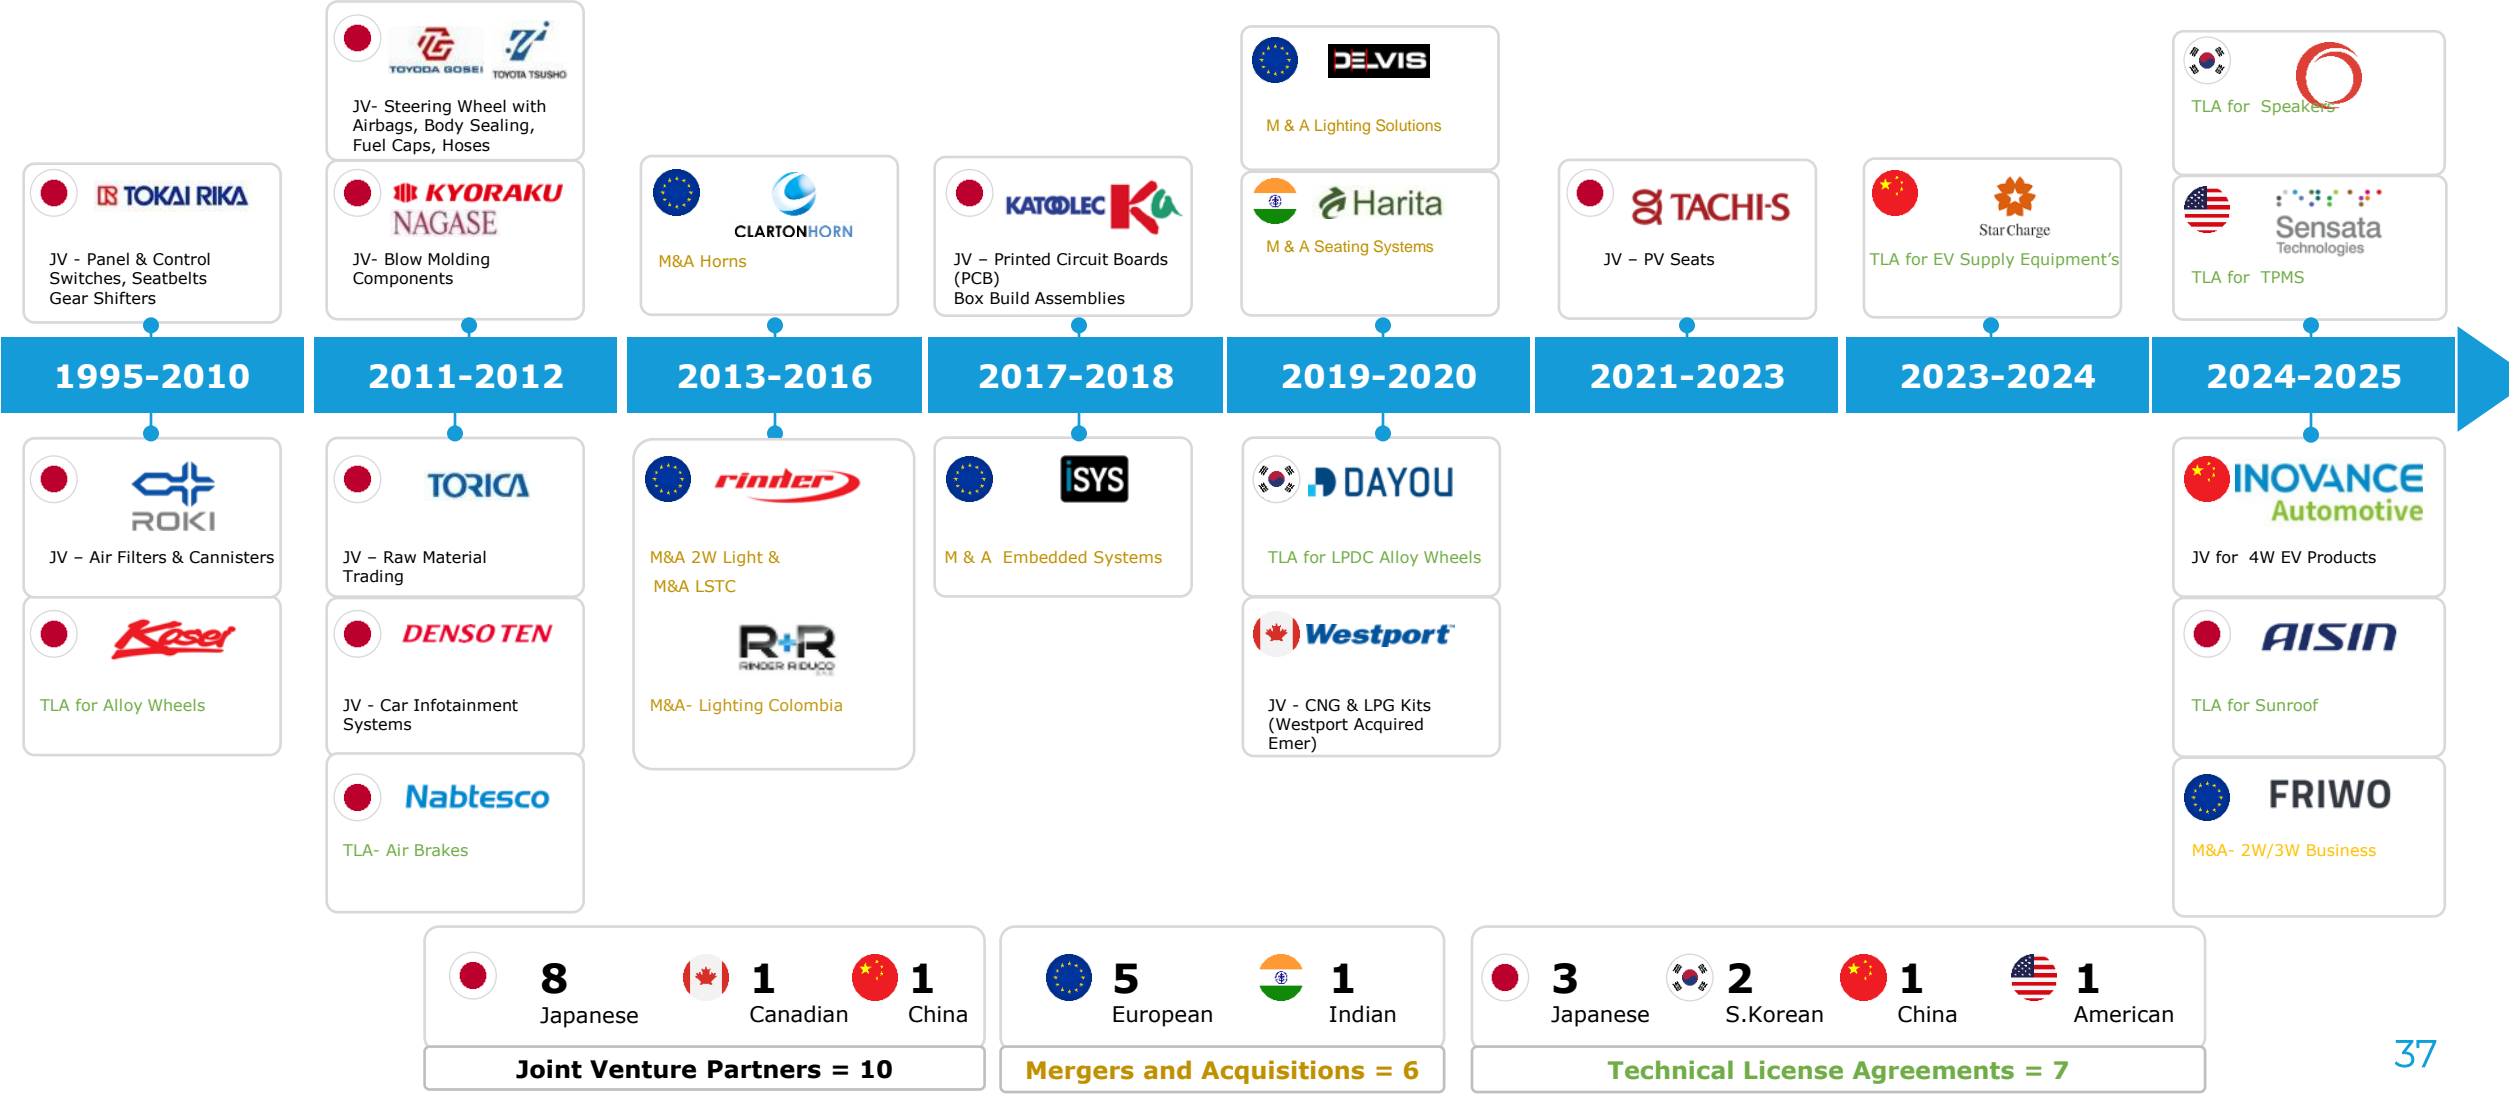 TOKAI RIKA
JV - Panel & Control
Switches, Seatbelts
Gear Shifters
TOYODA GOSEI
TOYOTA TSUSHO
JV- Steering Wheel with
Airbags, Body Sealing,
Fuel Caps, Hoses
KYORAKU
NAGASE
JV- Blow Molding
Components
CLARTONHORN
M&A Horns
KATOLEC
JV – Printed Circuit Boards
(PCB)
Box Build Assemblies
DELVIS
M & A Lighting Solutions
Harita
M & A Seating Systems
TACHI-S
JV – PV Seats
StarCharge
TLA for EV Supply Equipment’s
TLA for  Speakers
Sensata
Technologies
TLA for  TPMS
1995-2010
2011-2012
2013-2016
2017-2018
2019-2020
2021-2023
2023-2024
2024-2025
ROKI
JV – Air Filters & Cannisters
Kosei
TLA for Alloy Wheels
TORICA
JV – Raw Material
Trading
DENSO TEN
JV - Car Infotainment
Systems
Nabtesco
TLA- Air Brakes
rinder
M&A 2W Light &
M&A LSTC
R+R
RINDER RIDUCO
S.A.S
M&A- Lighting Colombia
iSYS
M & A  Embedded Systems
DAYOU
TLA for LPDC Alloy Wheels
Westport™
JV - CNG & LPG Kits
(Westport Acquired
Emer)
INOVANCE
Automotive
JV for  4W EV Products
AISIN
TLA for Sunroof
FRIWO
M&A- 2W/3W Business
8
Japanese
1
Canadian
1
China
Joint Venture Partners = 10
5
European
1
Indian
Mergers and Acquisitions = 6
3
Japanese
2
S.Korean
1
China
1
American
Technical License Agreements = 7
37